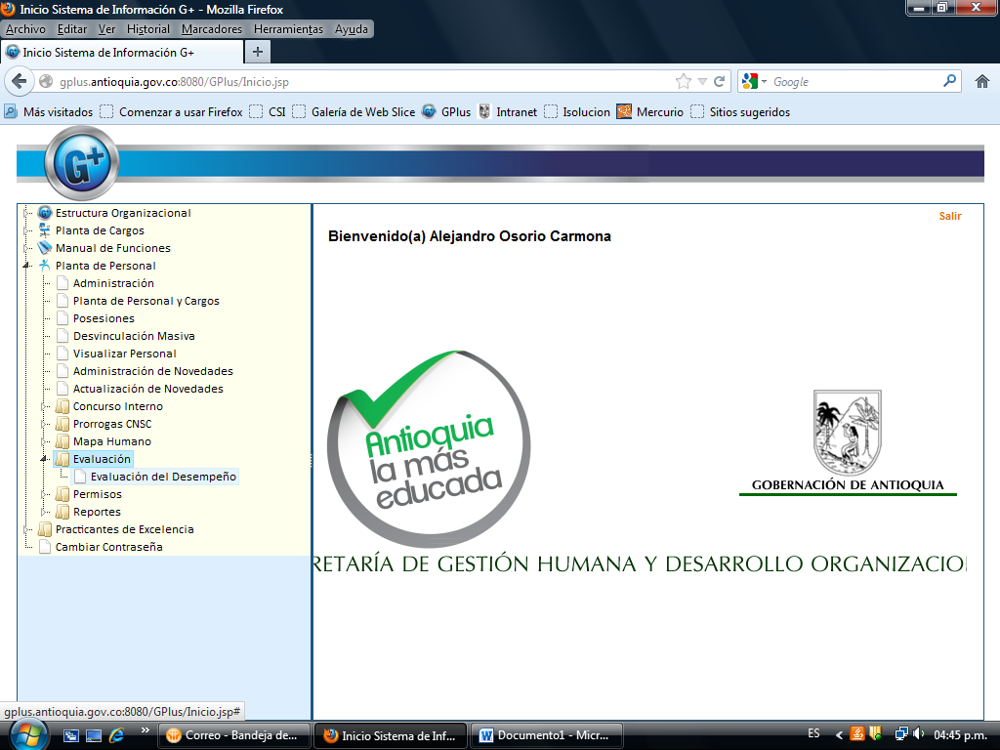 Inicio Sistema de Información G+ - Mozilla Firefox
Archivo Editar Ver Historial Marcadores Herramientas Ayuda
Inicio Sistema de Información G+
gplus.antioquia.gov.co:8080/GPlus/Inicio.jsp
Google
Más visitados Comenzar a usar Firefox CSI Galería de Web Slice GPlus Intranet Isolucion Mercurio Sitios sugeridos
G+
Estructura Organizacional
Planta de Cargos
Manual de Funciones
Planta de Personal
Administración
Planta de Personal y Cargos
Posesiones
Desvinculación Masiva
Visualizar Personal
Administración de Novedades
Actualización de Novedades
Concurso Interno
Prorrogas CNSC
Mapa Humano
Evaluación
Evaluación del Desempeño
Permisos
Reportes
Practicantes de Excelencia
Cambiar Contraseña
Salir
Bienvenido(a) Alejandro Osorio Carmona
Antioquia
la más
educada
GOBERNACIÓN DE ANTIOQUIA
RETARÍA DE GESTIÓN HUMANA Y DESARROLLO ORGANIZACIO
gplus.antioquia.gov.co:8080/GPlus/Inicio.jsp#
Correo - Bandeja de... Inicio Sistema de Inf... Documento1 - Micr... ES 04:45 p.m.